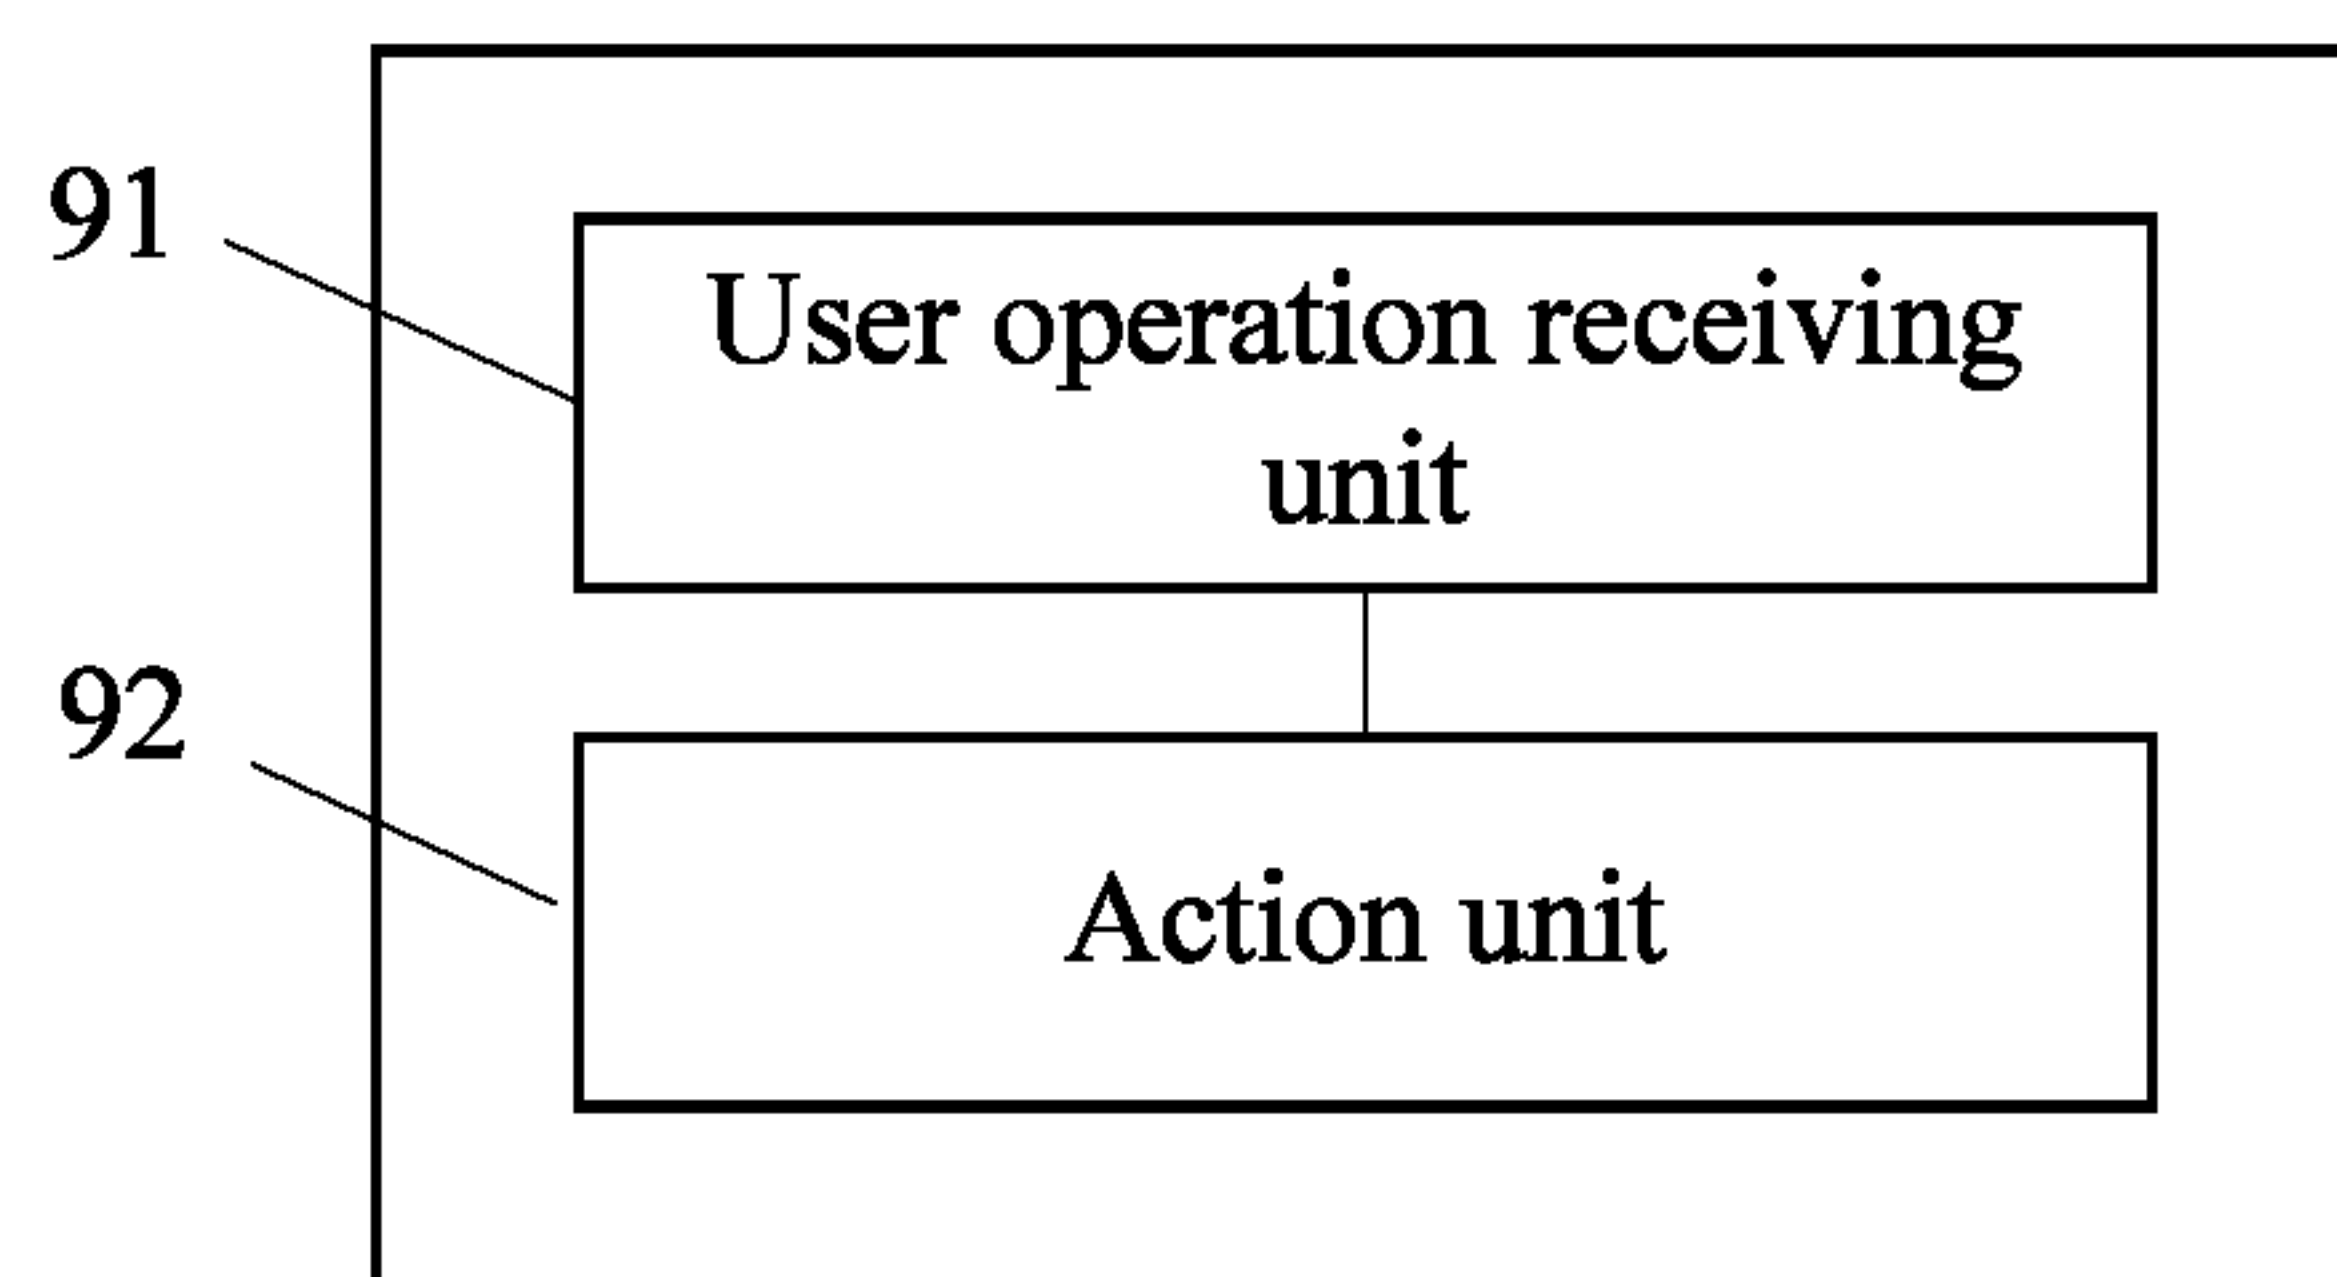 91
User operation receiving
unit
92
Action unit